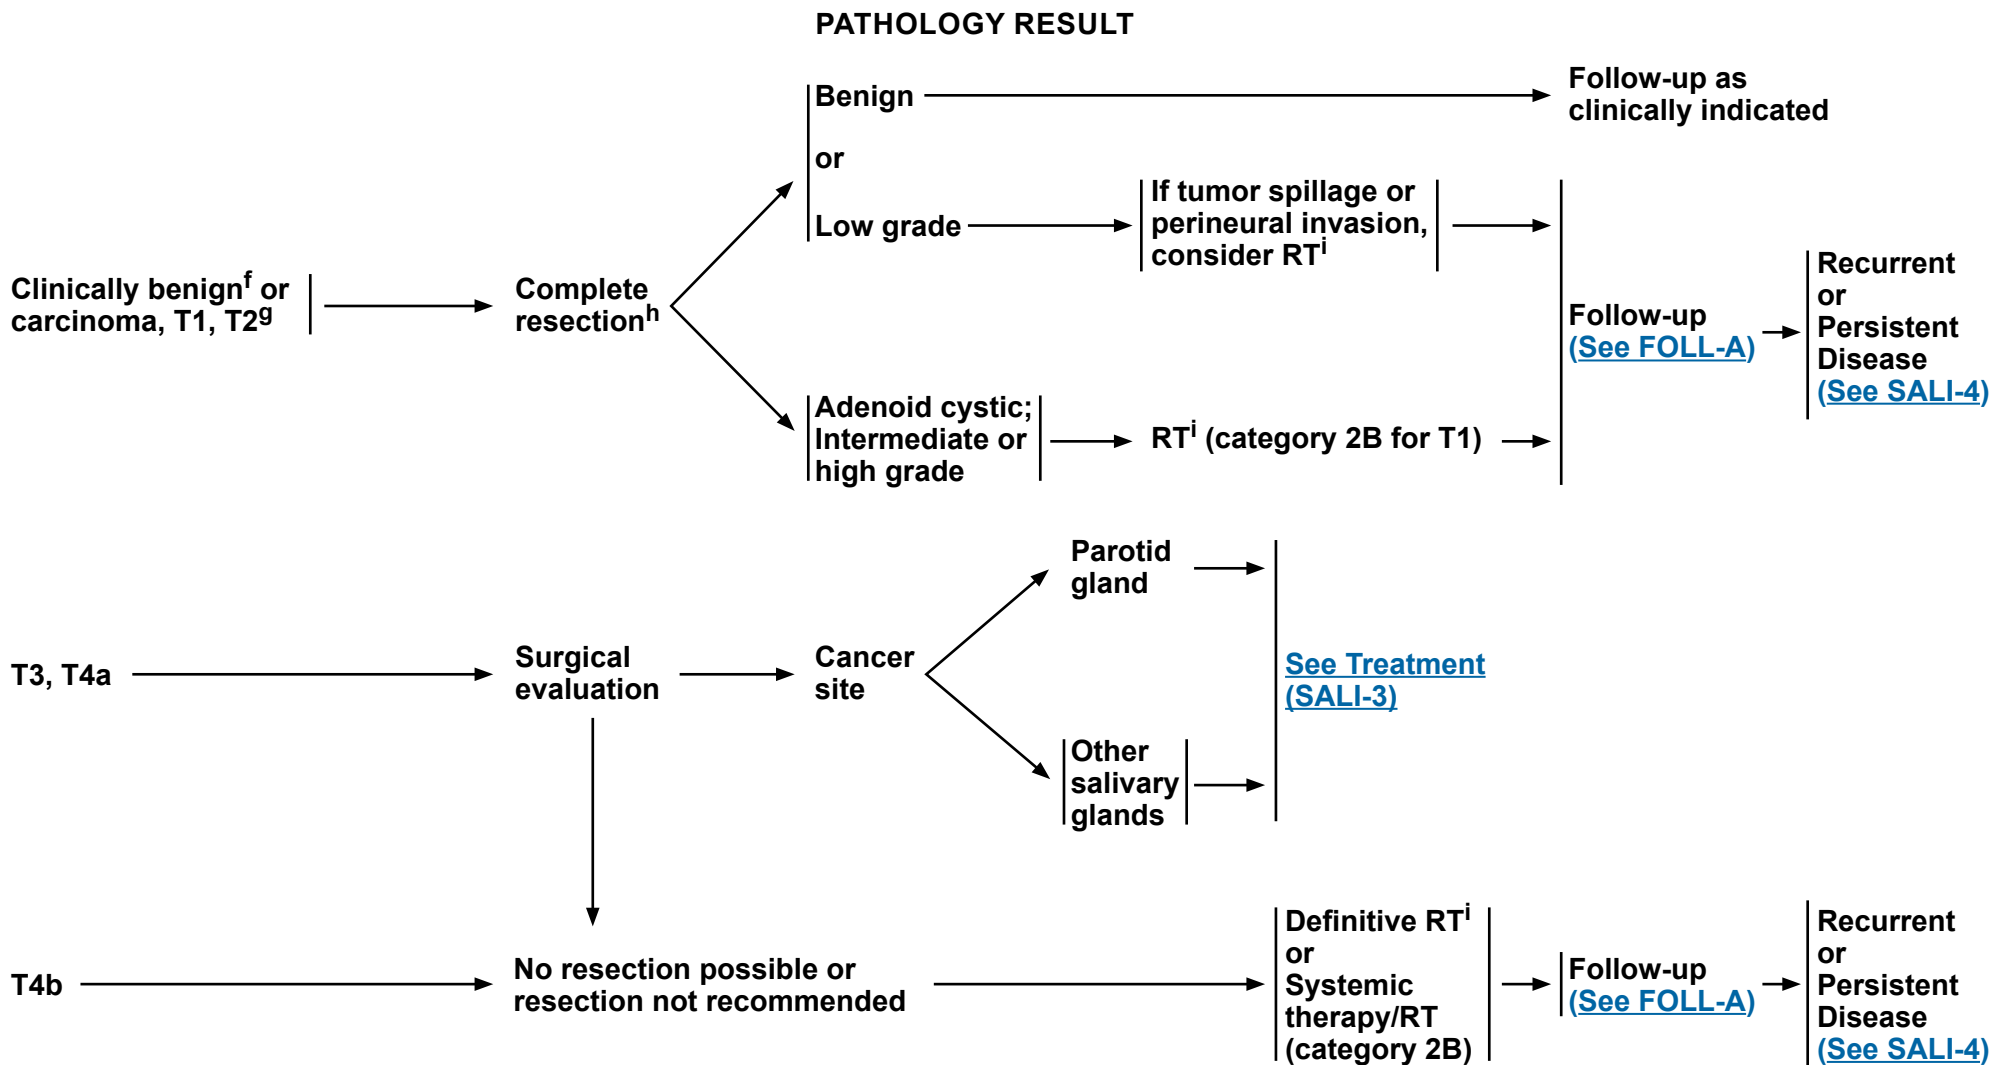 PATHOLOGY RESULT
Benign
Follow-up as
clinically indicated
or
Low grade
If tumor spillage or
perineural invasion,
consider RTⁱ
Clinically benignᶠ or
carcinoma, T1, T2ᵍ
Complete
resectionʰ
Adenoid cystic;
Intermediate or
high grade
RTⁱ (category 2B for T1)
Follow-up
(See FOLL-A)
Recurrent
or
Persistent
Disease
(See SALI-4)
T3, T4a
Surgical
evaluation
Cancer
site
Parotid
gland
Other
salivary
glands
See Treatment
(SALI-3)
T4b
No resection possible or
resection not recommended
Definitive RTⁱ
or
Systemic
therapy/RT
(category 2B)
Follow-up
(See FOLL-A)
Recurrent
or
Persistent
Disease
(See SALI-4)